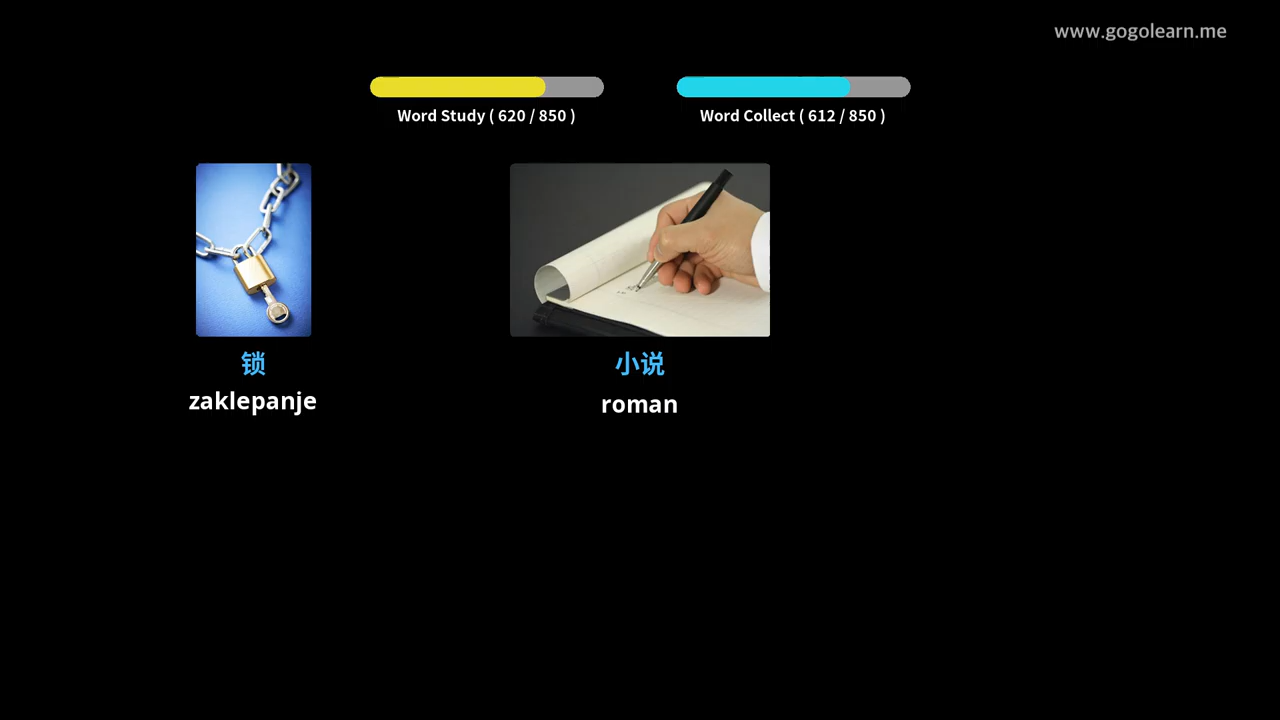 www.gogolearn.me
Word Study ( 620 / 850 )
Word Collect ( 612 / 850 )
锁
zaklepanje
小说
roman